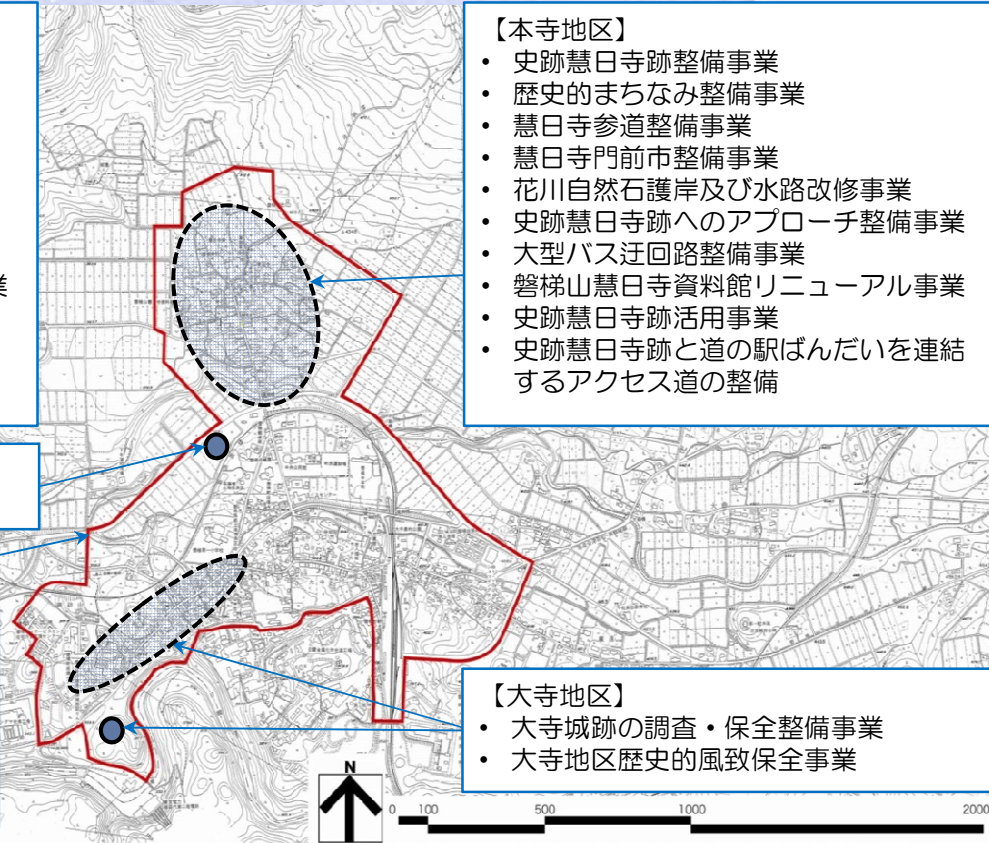 業
【本寺地区】
• 史跡慧日寺跡整備事業
• 歴史的まちなみ整備事業
• 慧日寺参道整備事業
• 慧日寺門前市整備事業
• 花川自然石護岸及び水路改修事業
• 史跡慧日寺跡へのアプローチ整備事業
• 大型バス迂回路整備事業
• 磐梯山慧日寺資料館リニューアル事業
• 史跡慧日寺跡活用事業
• 史跡慧日寺跡と道の駅ばんだいを連結
するアクセス道の整備
【大寺地区】
• 大寺城跡の調査・保全整備事業
• 大寺地区歴史的風致保全事業
N
0 100 500 1000 2000